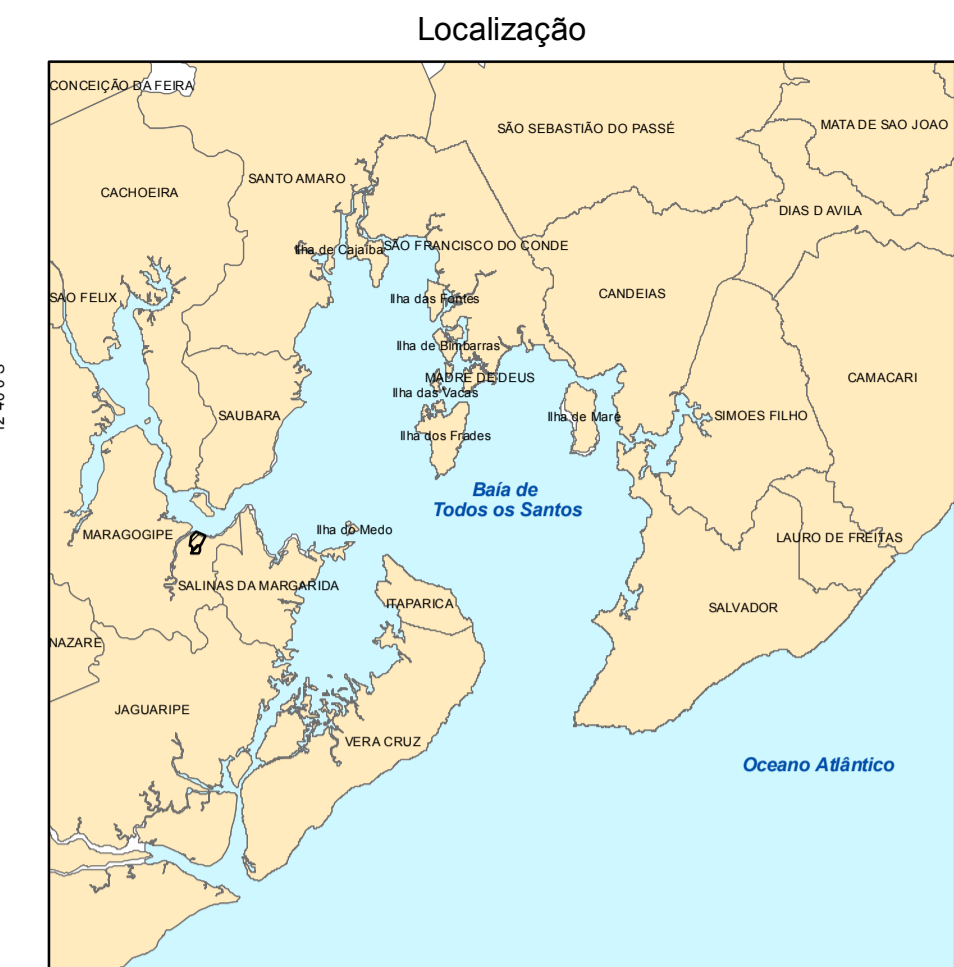 Localização
CONCEIÇÃO DA FEIRA
SÃO SEBASTIÃO DO PASSÉ
MATA DE SAO JOAO
SANTO AMARO
CACHOEIRA
DIAS D AVILA
Ilha de Cajaíba
SÃO FRANCISCO DO CONDE
SAO FELIX
Ilha das Fontes
CANDEIAS
Ilha de Bimbarras
MADRE DE DEUS
CAMACARI
Ilha das Vacas
SAUBARA
Ilha de Maré
SIMOES FILHO
Ilha dos Frades
Baía de
Todos os Santos
MARAGOGIPE
Ilha do Medo
LAURO DE FREITAS
SALINAS DA MARGARIDA
ITAPARICA
SALVADOR
NAZARE
JAGUARIPE
VERA CRUZ
Oceano Atlântico